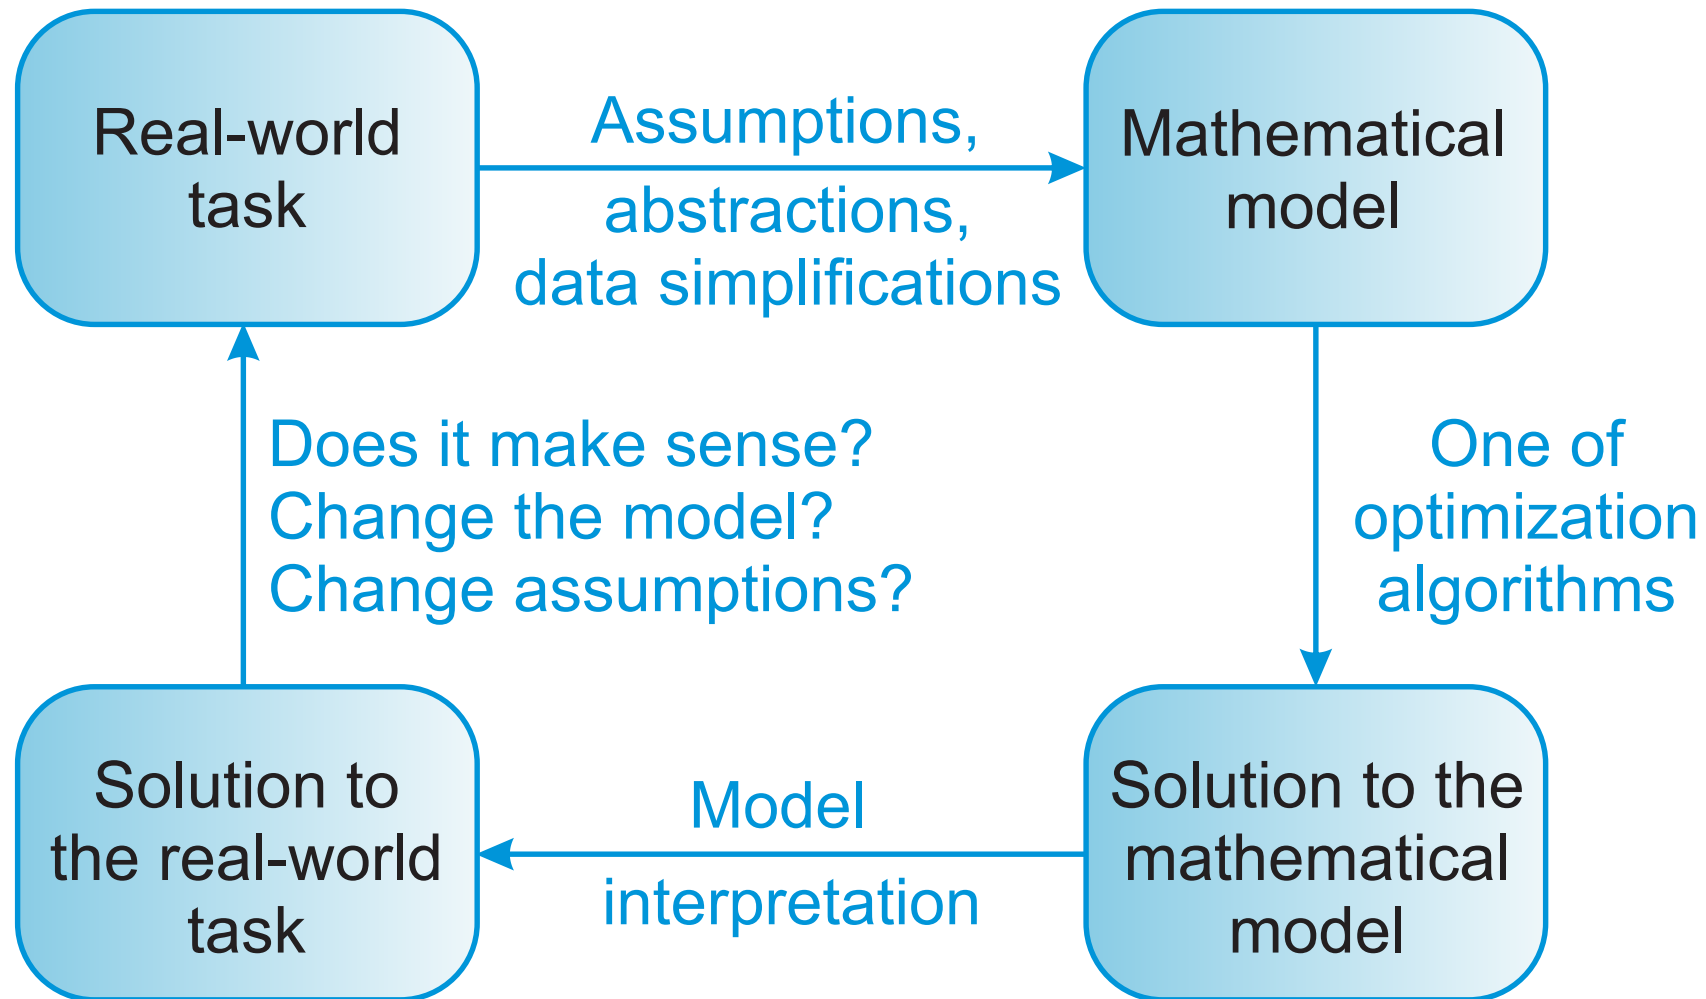 Real-world
task
Assumptions,
abstractions,
data simplifications
Mathematical
model
Does it make sense?
Change the model?
Change assumptions?
One of
optimization
algorithms
Solution to
the real-world
task
Model
interpretation
Solution to the
mathematical
model